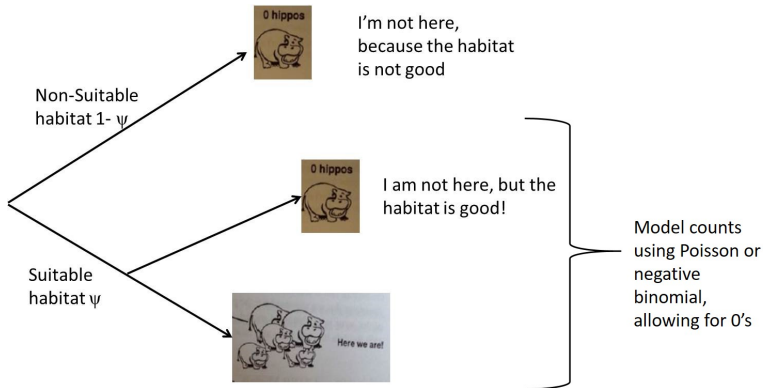 0 hippos
I'm not here,
because the habitat
is not good
Non-Suitable
habitat 1- ψ
0 hippos
I am not here, but the
habitat is good!
Suitable
habitat ψ
Here we are!
Model counts
using Poisson or
negative
binomial,
allowing for 0's